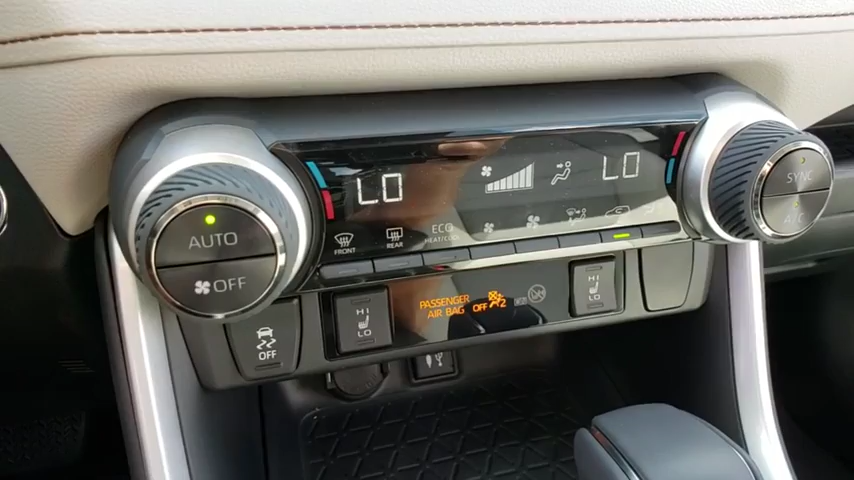 LO
LO
SYNC
A/C
AUTO
OFF
FRONT
REAR
ECO
HEAT/COOL
OFF
HI
LO
PASSENGER
AIR BAG
OFF
2
HI
LO